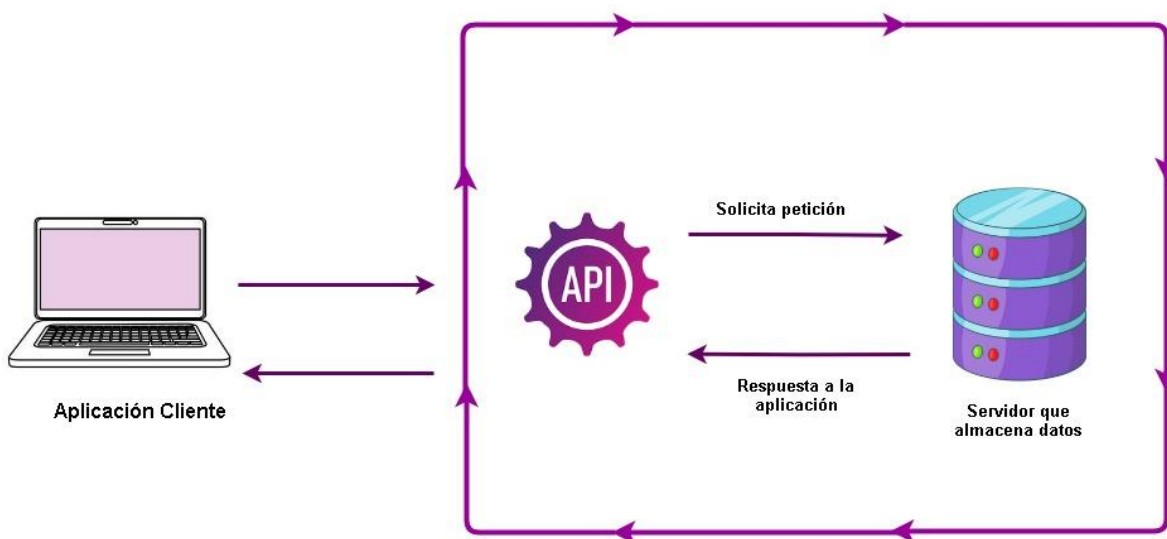 Solicita petición
API
Respuesta a la
aplicación
Aplicación Cliente
Servidor que
almacena datos